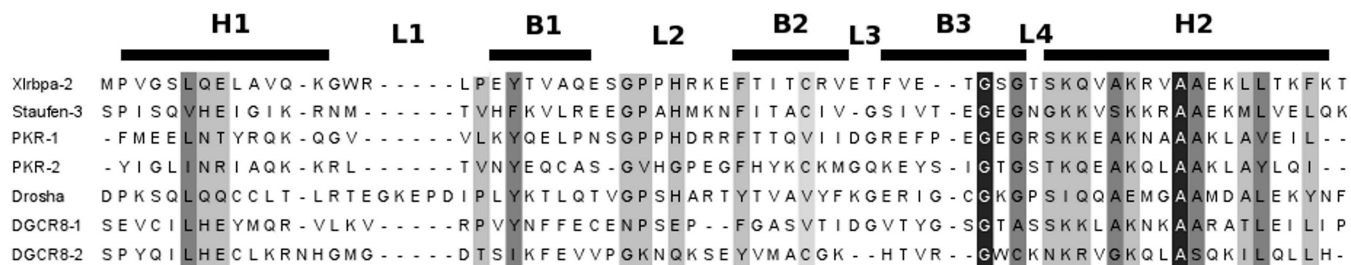 H1 L1 B1 L2 B2 L3 B3 L4 H2
Xlrbpa-2 MPVGSLQELAVQ-KGWR-----LPEYTVAQESGPPHRKEFTITCRVETFVE--TGSGTSKQVAKRVAAEKLLTKFKT
Staufen-3 SPISQVHEIGIK-RNM-----TVHFKVLREEGPAHMKNFITACIV-GSIVT-EGEGNGKKVSKKRAAEKMLVELQK
PKR-1 -FMEELNTYRQK-QGV-----VLKYQELPNSGPPHDRRFTTQVIIDGREFP-EGEGRSKKEAKNAAAKLAVEIL--
PKR-2 -YIGLINRIAQK-KRL-----TVNYEQCAS-GVHGPEGFHYKCKMGQKEYS-IGTGSTKQEAKQLAAKLAYLQI--
Drosha DPKSQLQQCCLT-LRTEGKEPDIPLYKTLQTVGPSHARTYTVAVYFKGERIG-CGKGPSIQQAEMGAAMDALEKYNF
DGCR8-1 SEVCILHEYMQR-VLKV-----RPVYNFFECENPSEP--FGASVTIDGVTYG-SGTASSKKLAKNKAARATLEILIP
DGCR8-2 SPYQILHECLKRNHGMG-----DTSIKFEVVPGKNQKSEYVMACGK--HTVR--GWCKNKRVGKQLASQKILQLLH-